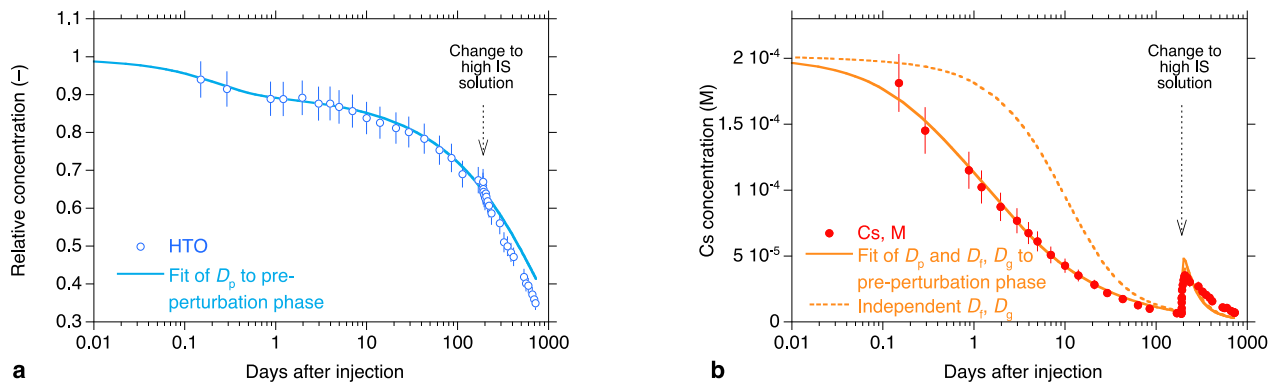 1.1
1
0.9
0.8
0.7
0.6
0.5
0.4
0.3
Relative concentration (–)
Change to
high IS
solution
HTO
Fit of Dp to pre-
perturbation phase
0.01 0.1 1 10 100 1000
Days after injection
a
2 10-4
1.5 10-4
1 10-4
5 10-5
0
Cs concentration (M)
Change to
high IS
solution
Cs, M
Fit of Dp and Df, Dg to
pre-perturbation phase
Independent Df, Dg
0.01 0.1 1 10 100 1000
Days after injection
b